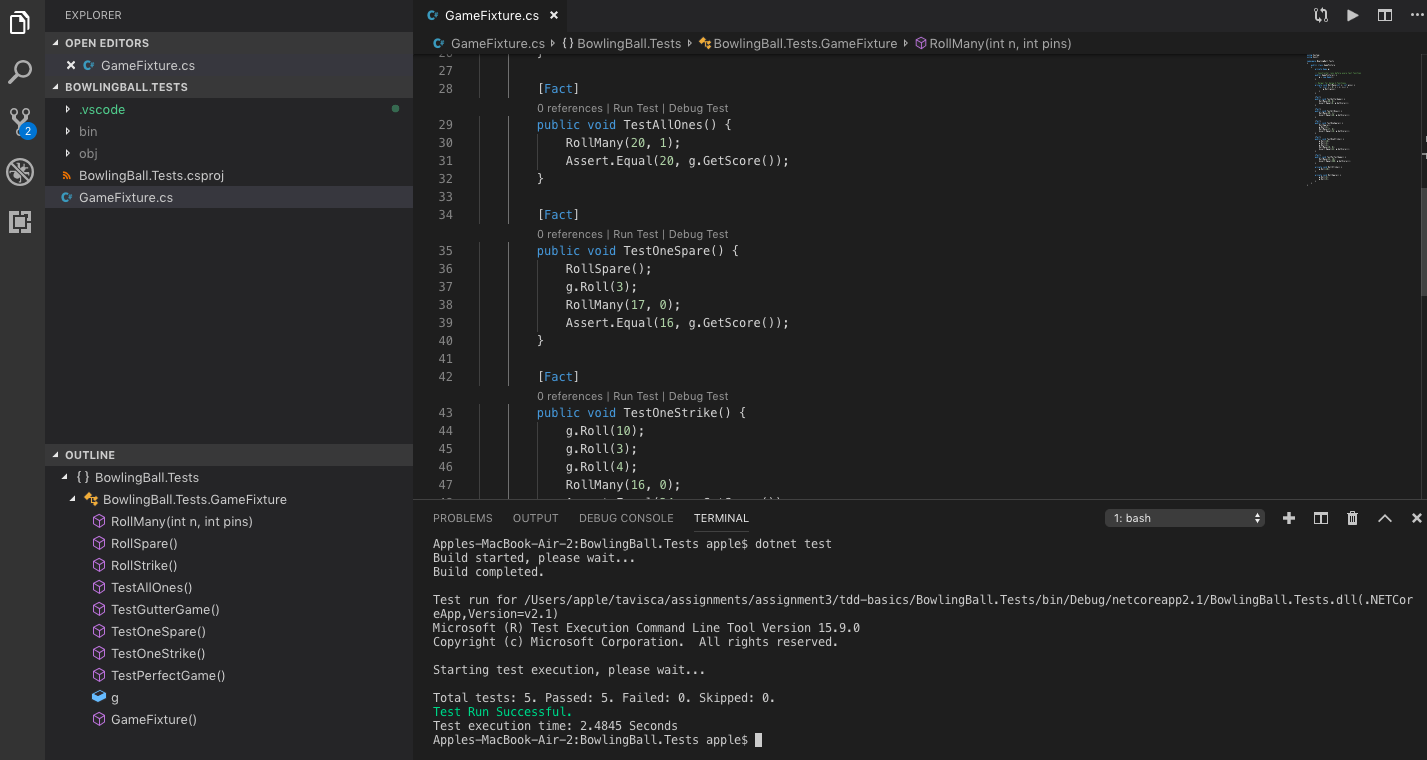 EXPLORER
OPEN EDITORS
GameFixture.cs
BOWLINGBALL.TESTS
.vscode
bin
obj
BowlingBall.Tests.csproj
GameFixture.cs
2
OUTLINE
{ } BowlingBall.Tests
BowlingBall.Tests.GameFixture
RollMany(int n, int pins)
RollSpare()
RollStrike()
TestAllOnes()
TestGutterGame()
TestOneSpare()
TestOneStrike()
TestPerfectGame()
g
GameFixture()
GameFixture.cs
GameFixture.cs { } BowlingBall.Tests BowlingBall.Tests.GameFixture RollMany(int n, int pins)
27
28 [Fact]
0 references | Run Test | Debug Test
29 public void TestAllOnes() {
30 RollMany(20, 1);
31 Assert.Equal(20, g.GetScore());
32 }
33
34 [Fact]
0 references | Run Test | Debug Test
35 public void TestOneSpare() {
36 RollSpare();
37 g.Roll(3);
38 RollMany(17, 0);
39 Assert.Equal(16, g.GetScore());
40 }
41
42 [Fact]
0 references | Run Test | Debug Test
43 public void TestOneStrike() {
44 g.Roll(10);
45 g.Roll(3);
46 g.Roll(4);
47 RollMany(16, 0);
PROBLEMS OUTPUT DEBUG CONSOLE TERMINAL 1: bash
Apples-MacBook-Air-2:BowlingBall.Tests apple$ dotnet test
Build started, please wait...
Build completed.
Test run for /Users/apple/tavisca/assignments/assignment3/tdd-basics/BowlingBall.Tests/bin/Debug/netcoreapp2.1/BowlingBall.Tests.dll(.NETCor
eApp,Version=v2.1)
Microsoft (R) Test Execution Command Line Tool Version 15.9.0
Copyright (c) Microsoft Corporation.  All rights reserved.
Starting test execution, please wait...
Total tests: 5. Passed: 5. Failed: 0. Skipped: 0.
Test Run Successful.
Test execution time: 2.4845 Seconds
Apples-MacBook-Air-2:BowlingBall.Tests apple$